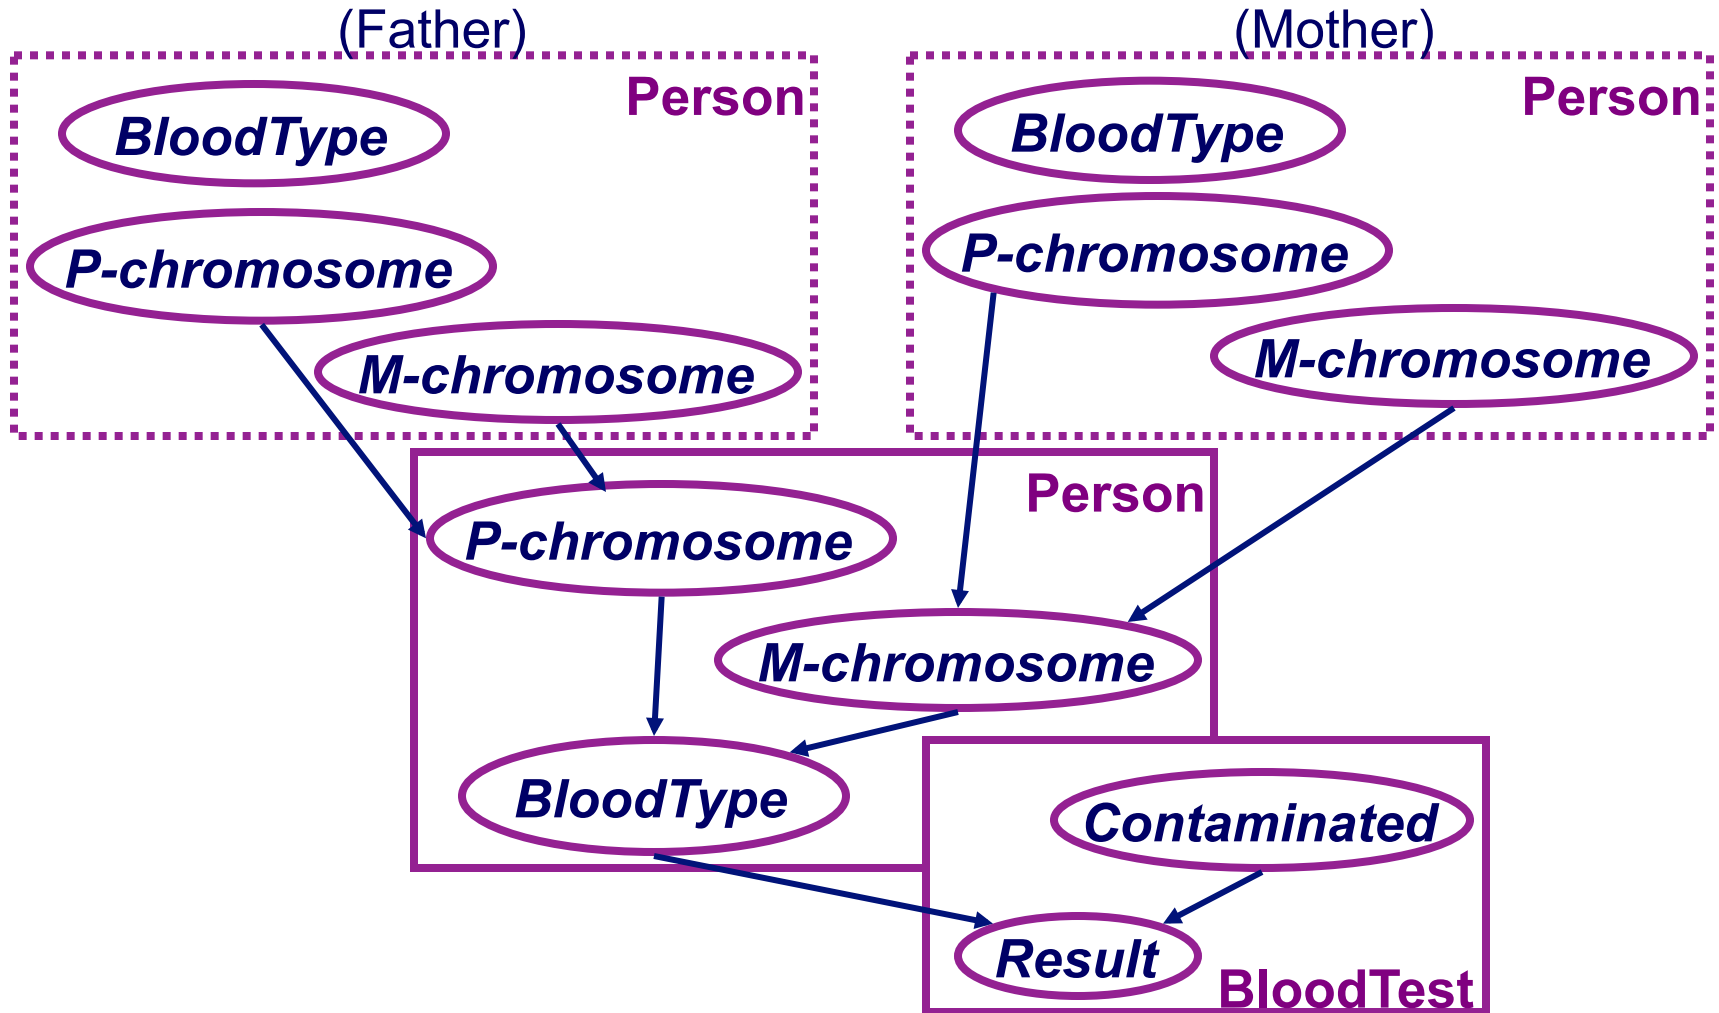 (Father)
Person
BloodType
P-chromosome
M-chromosome
(Mother)
Person
BloodType
P-chromosome
M-chromosome
Person
P-chromosome
M-chromosome
BloodType
Contaminated
Result
BloodTest